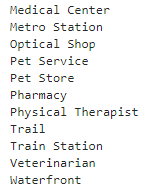 Medical Center
Metro Station
Optical Shop
Pet Service
Pet Store
Pharmacy
Physical Therapist
Trail
Train Station
Veterinarian
Waterfront